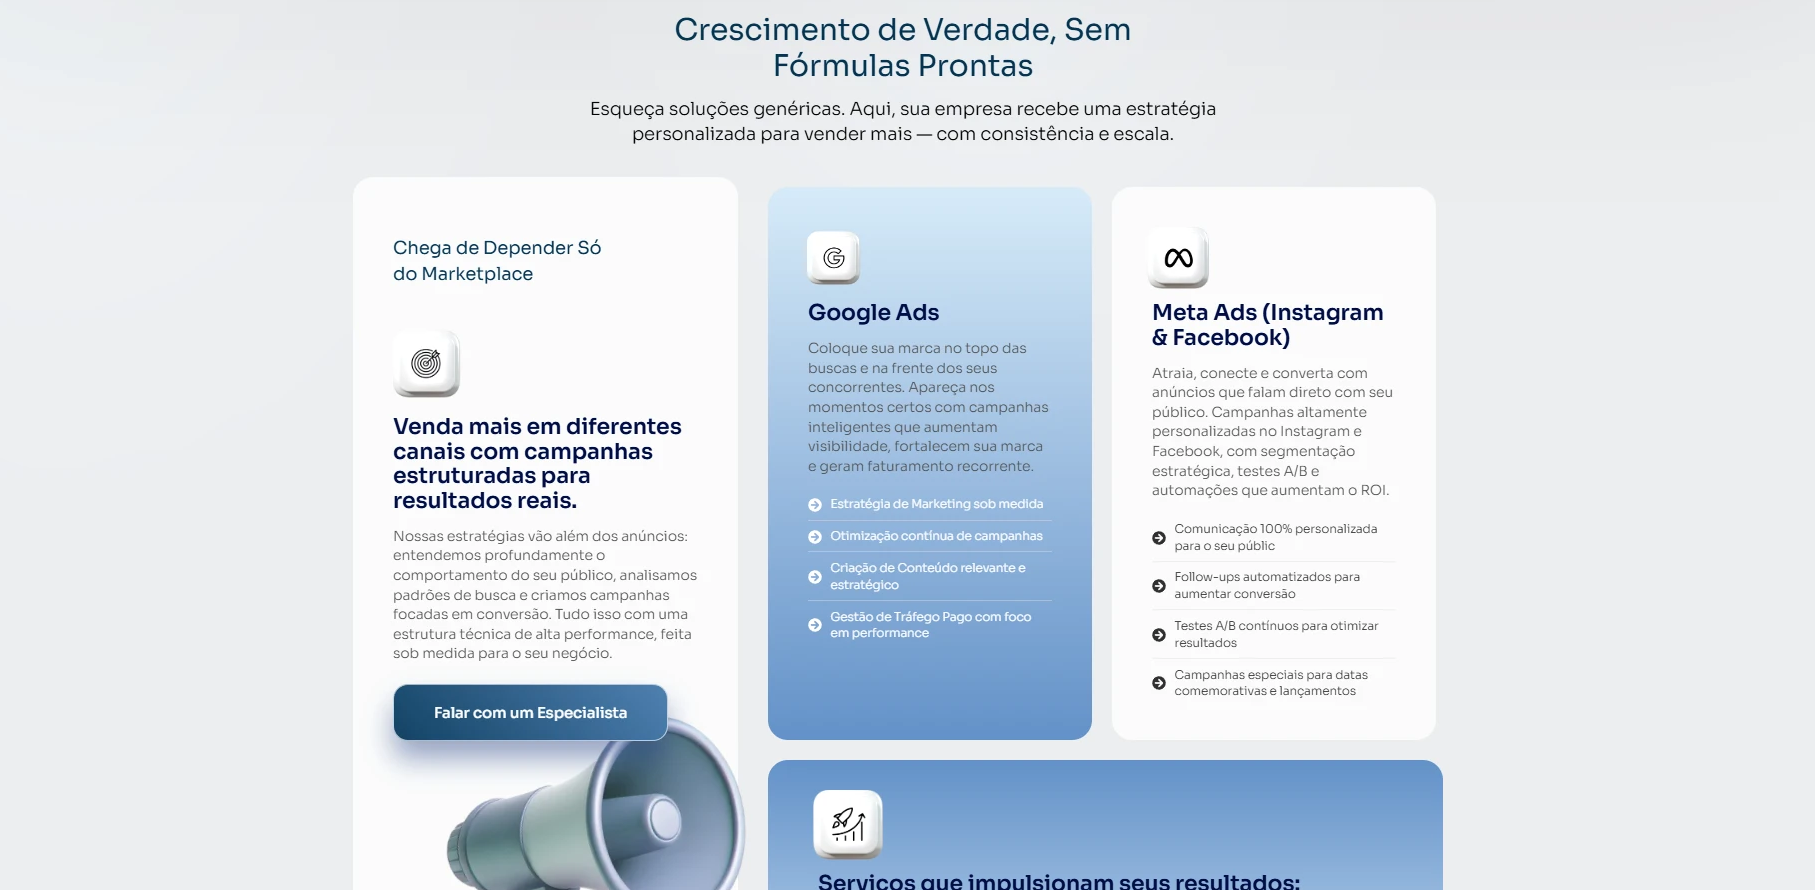 Crescimento de Verdade, Sem
Fórmulas Prontas
Esqueça soluções genéricas. Aqui, sua empresa recebe uma estratégia
personalizada para vender mais — com consistência e escala.
Chega de Depender Só
do Marketplace
Venda mais em diferentes
canais com campanhas
estruturadas para
resultados reais.
Nossas estratégias vão além dos anúncios:
entendemos profundamente o
comportamento do seu público, analisamos
padrões de busca e criamos campanhas
focadas em conversão. Tudo isso com uma
estrutura técnica de alta performance, feita
sob medida para o seu negócio.
Falar com um Especialista
Google Ads
Coloque sua marca no topo das
buscas e na frente dos seus
concorrentes. Apareça nos
momentos certos com campanhas
inteligentes que aumentam
visibilidade, fortalecem sua marca
e geram faturamento recorrente.
Estratégia de Marketing sob medida
Otimização contínua de campanhas
Criação de Conteúdo relevante e
estratégico
Gestão de Tráfego Pago com foco
em performance
Meta Ads (Instagram
& Facebook)
Atraia, conecte e converta com
anúncios que falam direto com seu
público. Campanhas altamente
personalizadas no Instagram e
Facebook, com segmentação
estratégica, testes A/B e
automações que aumentam o ROI.
Comunicação 100% personalizada
para o seu públic
Follow-ups automatizados para
aumentar conversão
Testes A/B contínuos para otimizar
resultados
Campanhas especiais para datas
comemorativas e lançamentos
Serviços que impulsionam seus resultados: